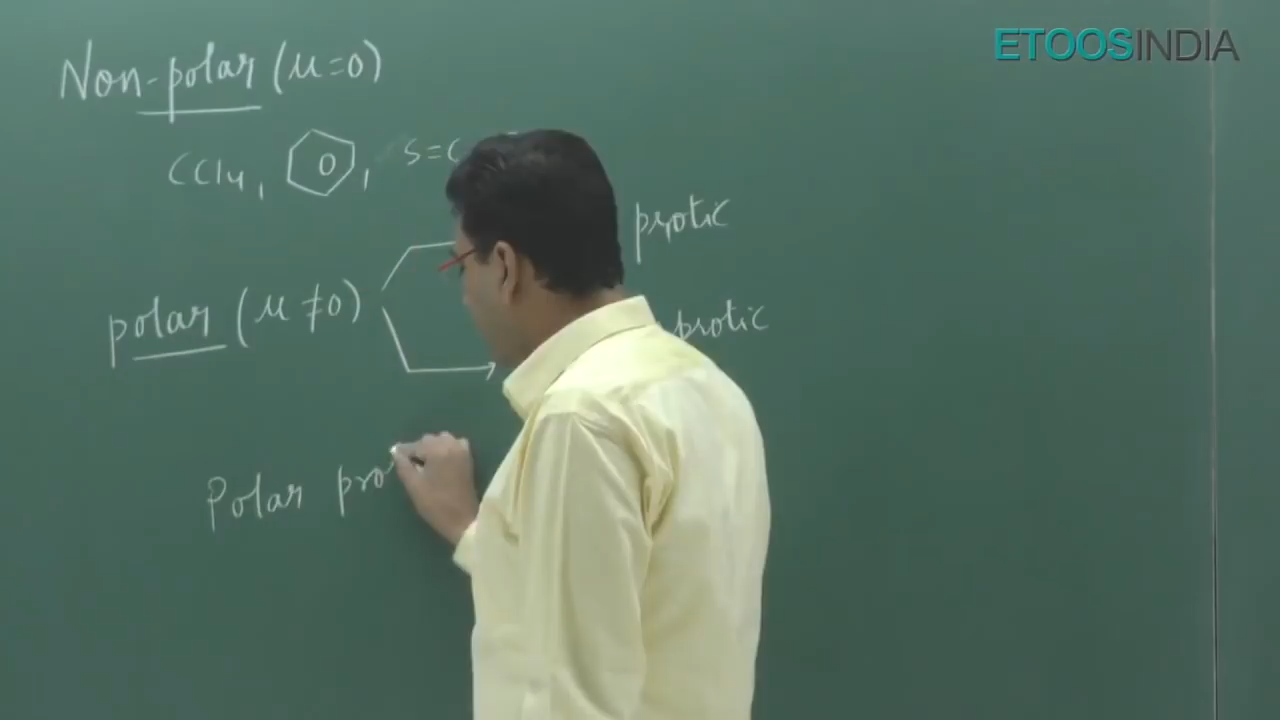 ETOOSINDIA
Non-polar (μ=0)
CCl4, , S=C
protic
polar (μ ≠0)
protic
Polar pro